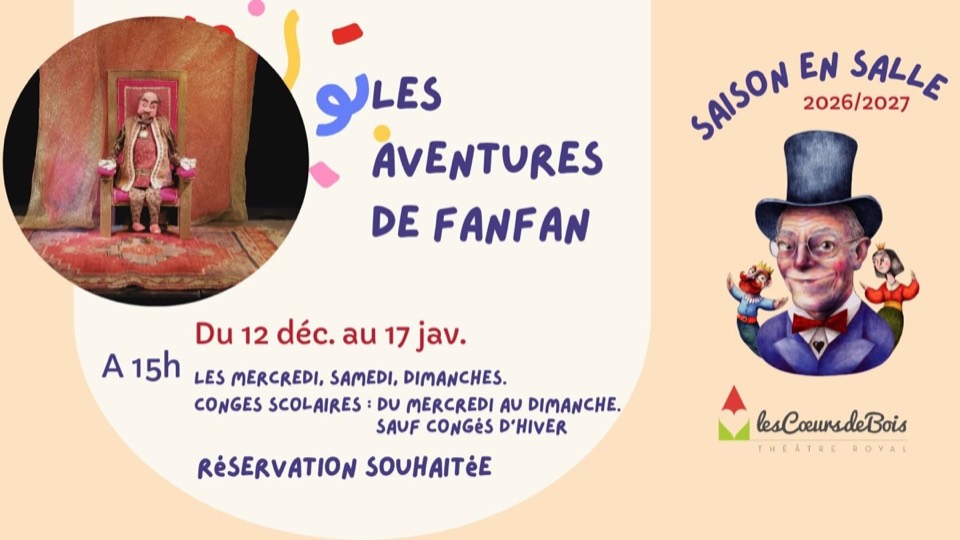 LES
AVENTURES
DE FANFAN
Du 12 déc. au 17 jav.
A 15h
LES MERCREDI, SAMEDI, DIMANCHES.
CONGES SCOLAIRES : DU MERCREDI AU DIMANCHE.
SAUF CONGéS D'HIVER
RéSERVATION SOUHAITéE
SAISON EN SALLE
2026/2027
lesCœursdeBois
THÉÂTRE ROYAL